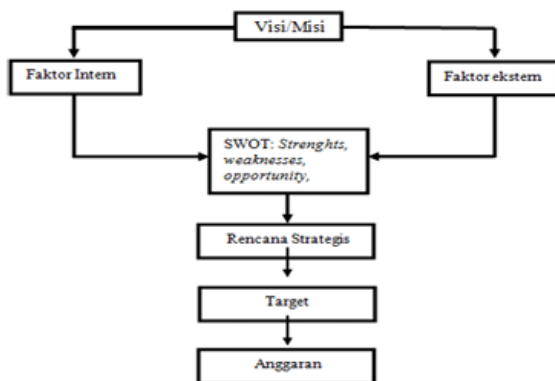 Visi/Misi
Faktor Intern
Faktor ekstern
SWOT: Strenghts,
weaknesses,
opportunity,
Rencana Strategis
Target
Anggaran